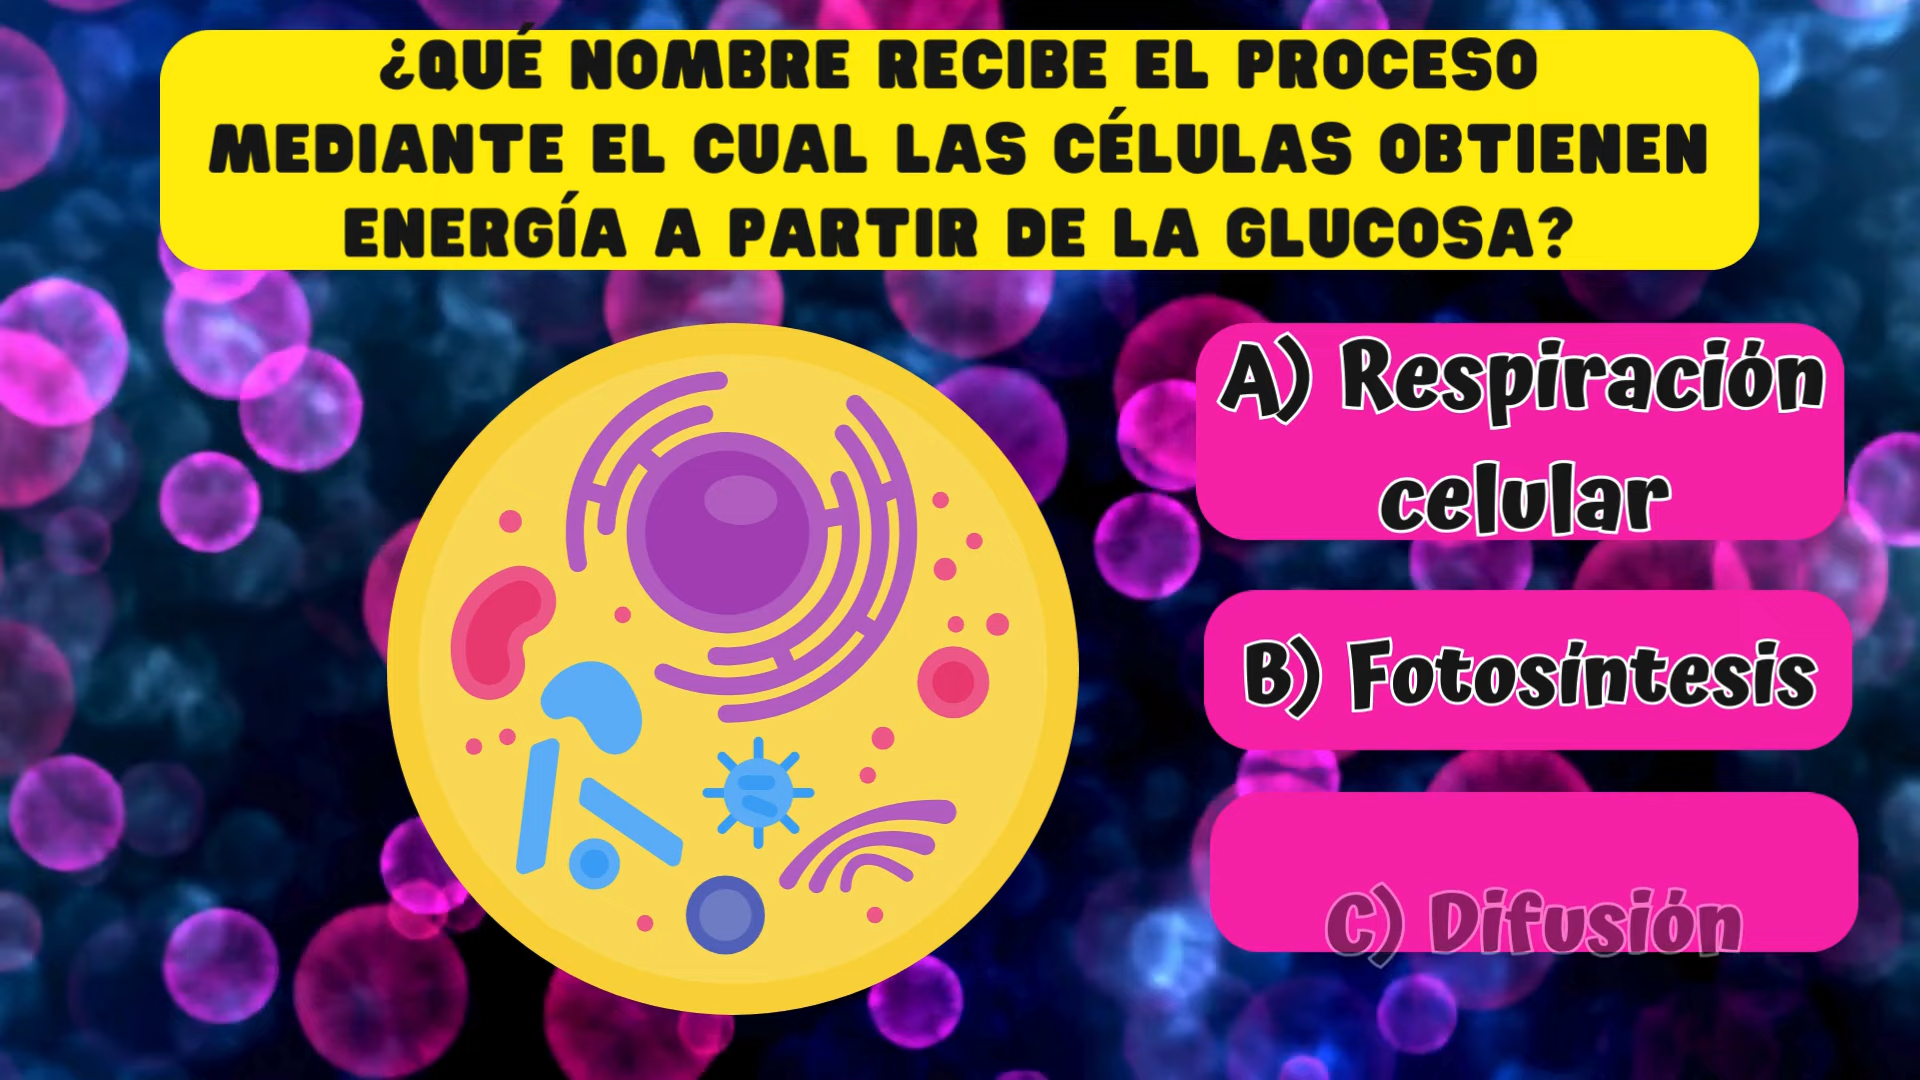 ¿QUÉ NOMBRE RECIBE EL PROCESO
MEDIANTE EL CUAL LAS CÉLULAS OBTIENEN
ENERGÍA A PARTIR DE LA GLUCOSA?
A) Respiración
celular
B) Fotosíntesis
C) Difusión